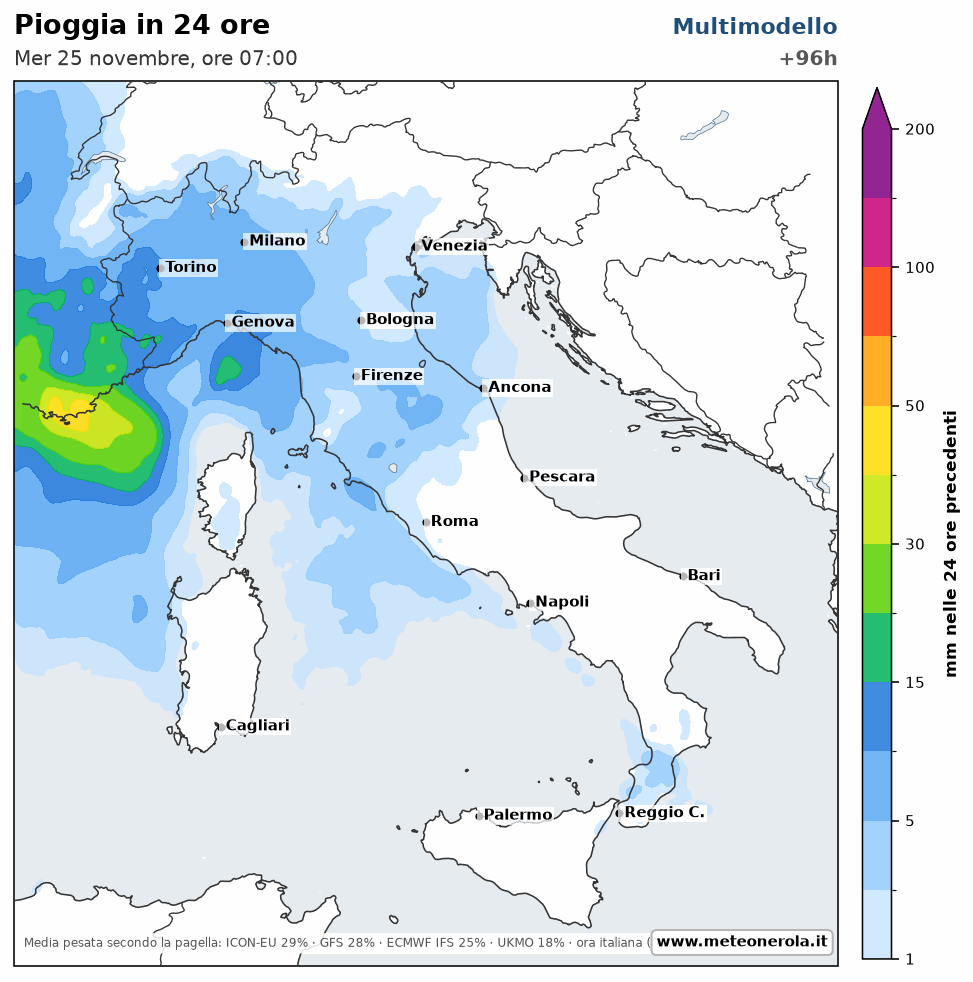 Pioggia in 24 ore
Multimodello
Mer 25 novembre, ore 07:00
+96h
Milano
Venezia
Torino
Genova
Bologna
Firenze
Ancona
Pescara
Roma
Bari
Napoli
Cagliari
Palermo
Reggio C.
200
100
50
30
15
5
1
mm nelle 24 ore precedenti
Media pesata secondo la pagella: ICON-EU 29% · GFS 28% · ECMWF IFS 25% · UKMO 18% · ora italiana (
www.meteonerola.it